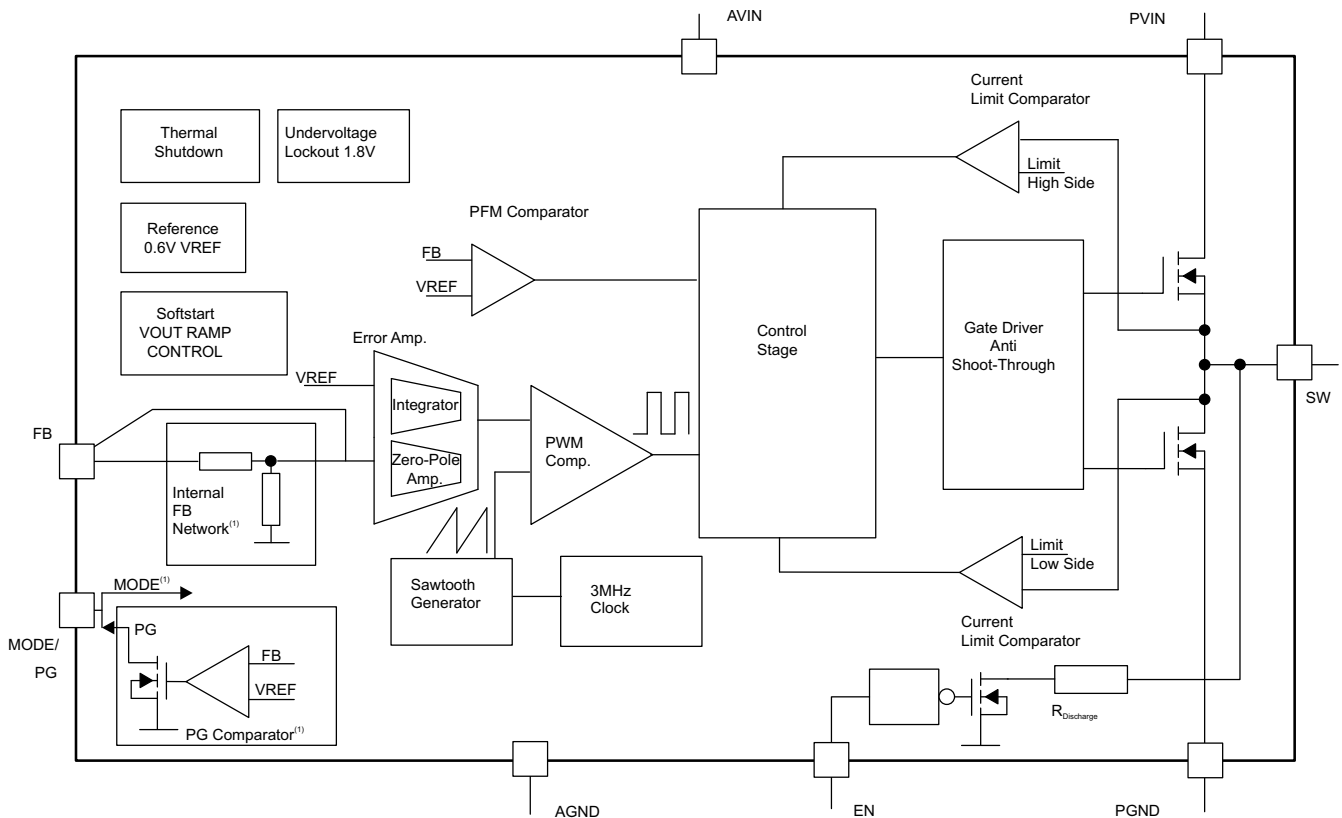 AVIN
PVIN
Current
Limit Comparator
Thermal
Shutdown
Undervoltage
Lockout 1.8V
Limit
High Side
Reference
0.6V VREF
PFM Comparator
FB
VREF
Softstart
VOUT RAMP
CONTROL
Error Amp.
VREF
Integrator
Zero-Pole
Amp.
PWM
Comp.
Control
Stage
Gate Driver
Anti
Shoot-Through
SW
FB
Internal
FB
Network(1)
Sawtooth
Generator
3MHz
Clock
Limit
Low Side
Current
Limit Comparator
MODE(1)
PG
MODE/
PG
FB
VREF
PG Comparator(1)
RDischarge
AGND
EN
PGND